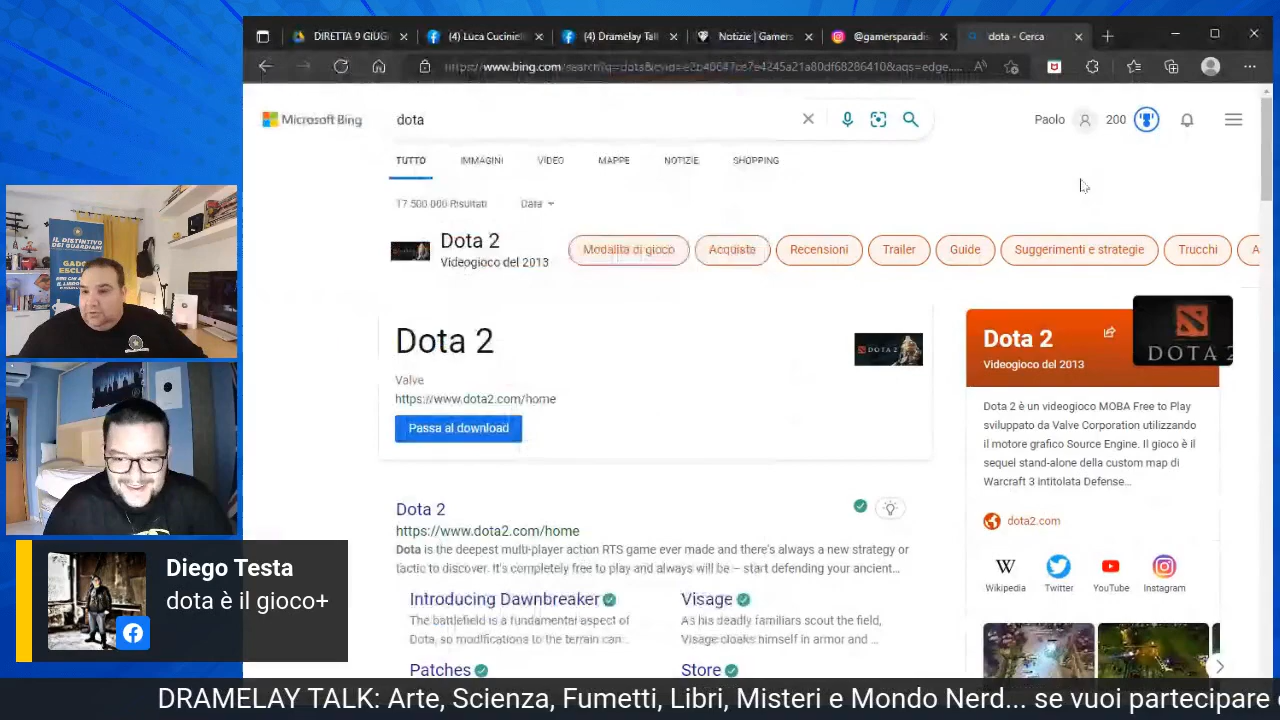 DIRETTA 9 GIUG
(4) Luca Cuciniel
(4) Dramelay Tal
Notizie | Gamers
@gamersparadis
dota - Cerca
Microsoft Bing
dota
Paolo
200
TUTTO
IMMAGINI
VIDEO
MAPPE
NOTIZIE
SHOPPING
17 500 000 Risultati
Data
Dota 2
Videogioco del 2013
Modalità di gioco
Acquista
Recensioni
Trailer
Guide
Suggerimenti e strategie
Trucchi
Dota 2
Valve
https://www.dota2.com/home
Passa al download
DOTA 2
Dota 2
https://www.dota2.com/home
Dota is the deepest multi-player action RTS game ever made and there's always a new strategy or
tactic to discover. It's completely free to play and always will be – start defending your ancient...
Introducing Dawnbreaker
The battlefield is a fundamental aspect of
Dota, so modifications to the terrain can ...
Visage
As his deadly familiars scout the field,
Visage cloaks himself in armor and ...
Patches
Store
Dota 2
Videogioco del 2013
DOTA 2
Dota 2 è un videogioco MOBA Free to Play
sviluppato da Valve Corporation utilizzando
il motore grafico Source Engine. Il gioco è il
sequel stand-alone della custom map di
Warcraft 3 intitolata Defense...
dota2.com
Wikipedia
Twitter
YouTube
Instagram
IL DISTINTIVO
DEI GUARDIANI
Diego Testa
dota è il gioco+
DRAMELAY TALK: Arte, Scienza, Fumetti, Libri, Misteri e Mondo Nerd... se vuoi partecipare